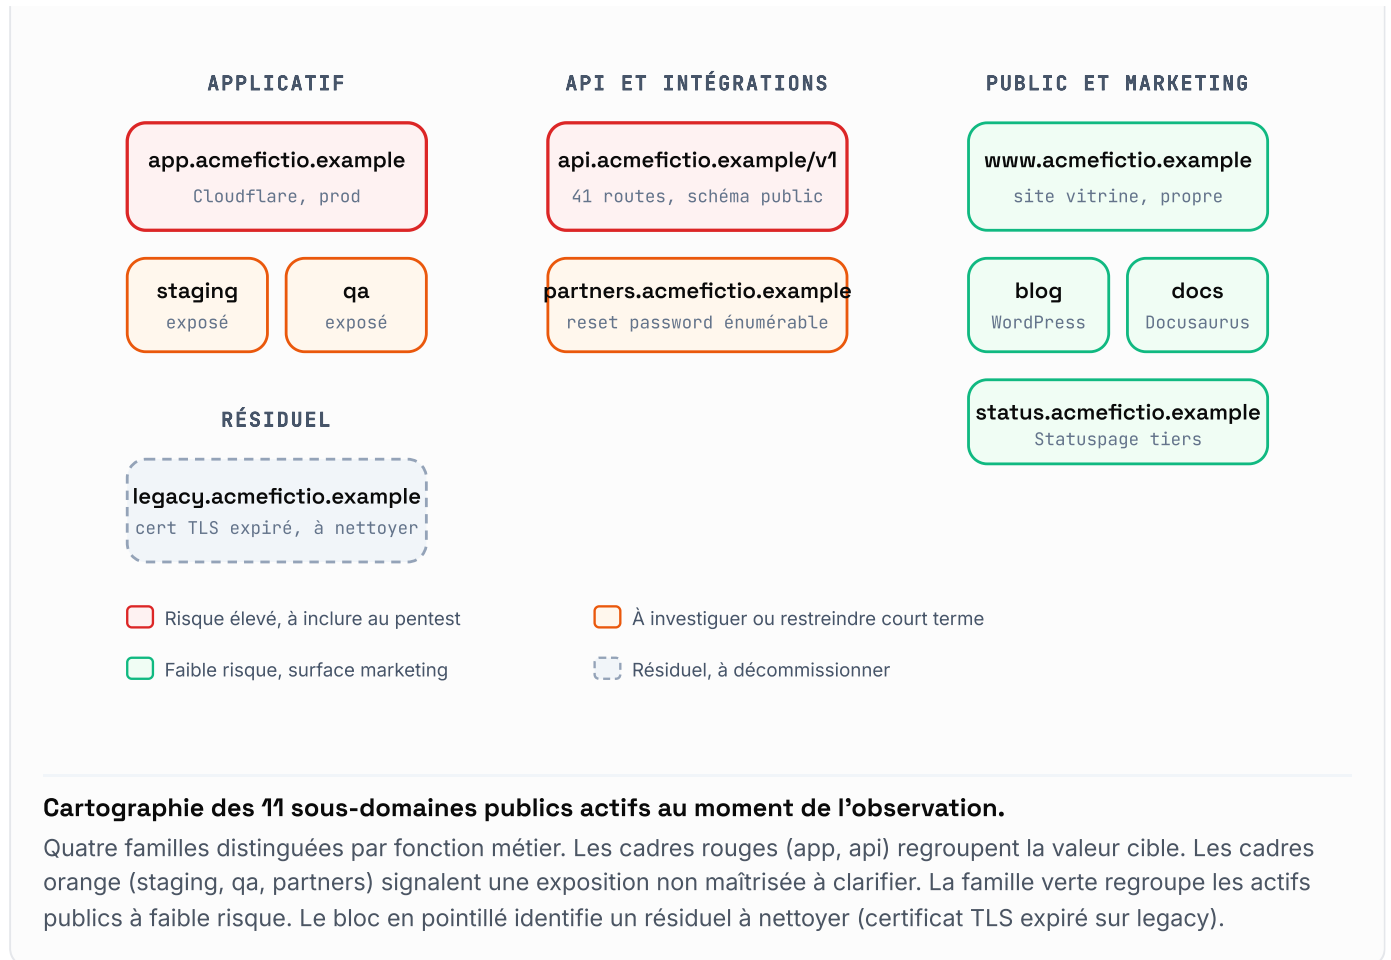 APPLICATIF
app.acmefictio.example
Cloudflare, prod
staging
exposé
qa
exposé
API ET INTÉGRATIONS
api.acmefictio.example/v1
41 routes, schéma public
partners.acmefictio.example
reset password énumérable
PUBLIC ET MARKETING
www.acmefictio.example
site vitrine, propre
blog
WordPress
docs
Docusaurus
status.acmefictio.example
Statuspage tiers
RÉSIDUEL
legacy.acmefictio.example
cert TLS expiré, à nettoyer
Risque élevé, à inclure au pentest
À investiguer ou restreindre court terme
Faible risque, surface marketing
Résiduel, à décommissionner
Cartographie des 11 sous-domaines publics actifs au moment de l’observation.
Quatre familles distinguées par fonction métier. Les cadres rouges (app, api) regroupent la valeur cible. Les cadres
orange (staging, qa, partners) signalent une exposition non maîtrisée à clarifier. La famille verte regroupe les actifs
publics à faible risque. Le bloc en pointillé identifie un résiduel à nettoyer (certificat TLS expiré sur legacy).